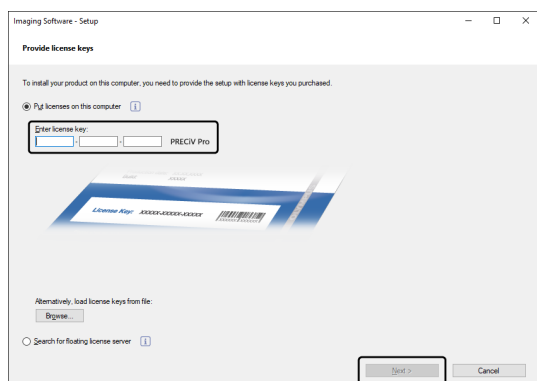 Imaging Software - Setup
Provide license keys
To install your product on this computer, you need to provide the setup with license keys you purchased.
Put licenses on this computer
Enter license key:
- - PRECiV Pro
License Key: XXXXX-XXXXX-XXXXX
Alternatively, load license keys from file:
Browse...
Search for floating license server
Next > Cancel